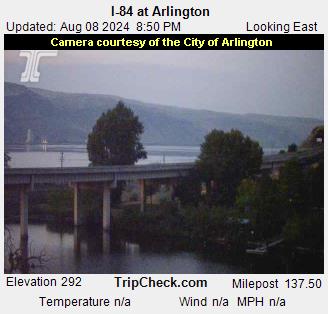 I-84 at Arlington
Updated: Aug 08 2024 8:50 PM Looking East
Camera courtesy of the City of Arlington
Elevation 292 TripCheck.com Milepost 137.50
Temperature n/a Wind n/a MPH n/a